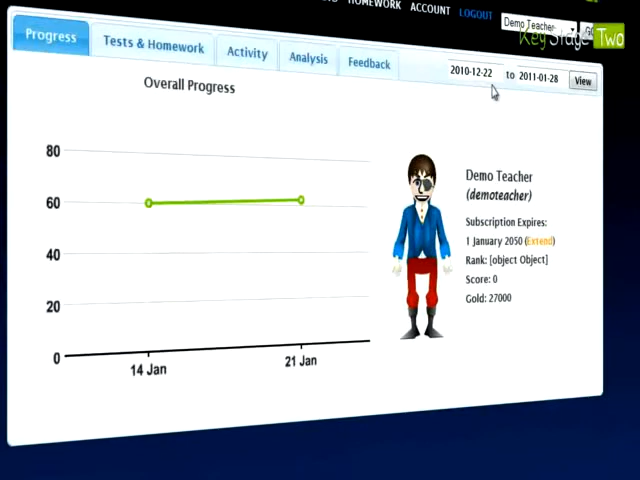 HOMEWORK ACCOUNT LOGOUT Demo Teacher
Key Stage Two
Progress Tests & Homework Activity Analysis Feedback
2010-12-22 to 2011-01-28 View
Overall Progress
80
60
40
20
0
14 Jan 21 Jan
Demo Teacher
(demoteacher)
Subscription Expires:
1 January 2050 (Extend)
Rank: [object Object]
Score: 0
Gold: 27000